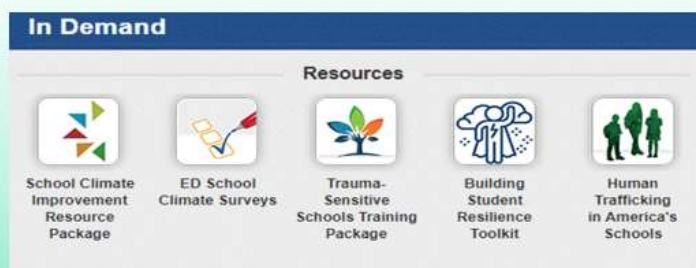 In Demand
Resources
School Climate
Improvement
Resource
Package
ED School
Climate Surveys
Trauma-
Sensitive
Schools Training
Package
Building
Student
Resilience
Toolkit
Human
Trafficking
in America's
Schools